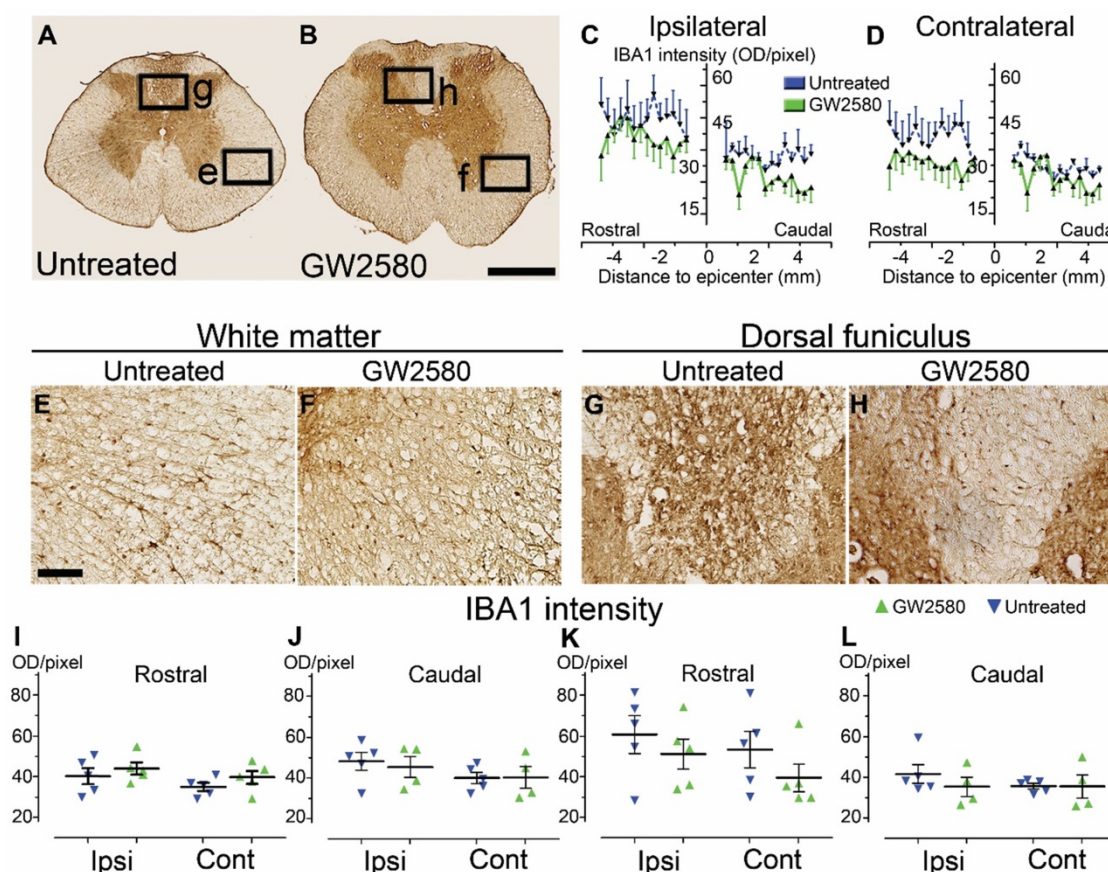 A
B
g
h
e
f
Untreated
GW2580
Ipsilateral
Contralateral
C
IBA1 intensity (OD/pixel)
D
60
45
30
15
Untreated
GW2580
60
45
30
15
Rostral
Caudal
Rostral
Cauda
-4 -2 0 2 4
-4 -2 0 2 4
Distance to epicenter (mm)
Distance to epicenter (mm)
White matter
Dorsal funiculus
Untreated
GW2580
Untreated
GW2580
E
F
G
H
IBA1 intensity
GW2580
Untreated
I
J
K
L
OD/pixel
OD/pixel
OD/pixel
OD/pixel
Rostral
Caudal
Rostral
Caudal
80
60
40
20
80
60
40
20
80
60
40
20
80
60
40
20
Ipsi Cont
Ipsi Cont
Ipsi Cont
Ipsi Cont